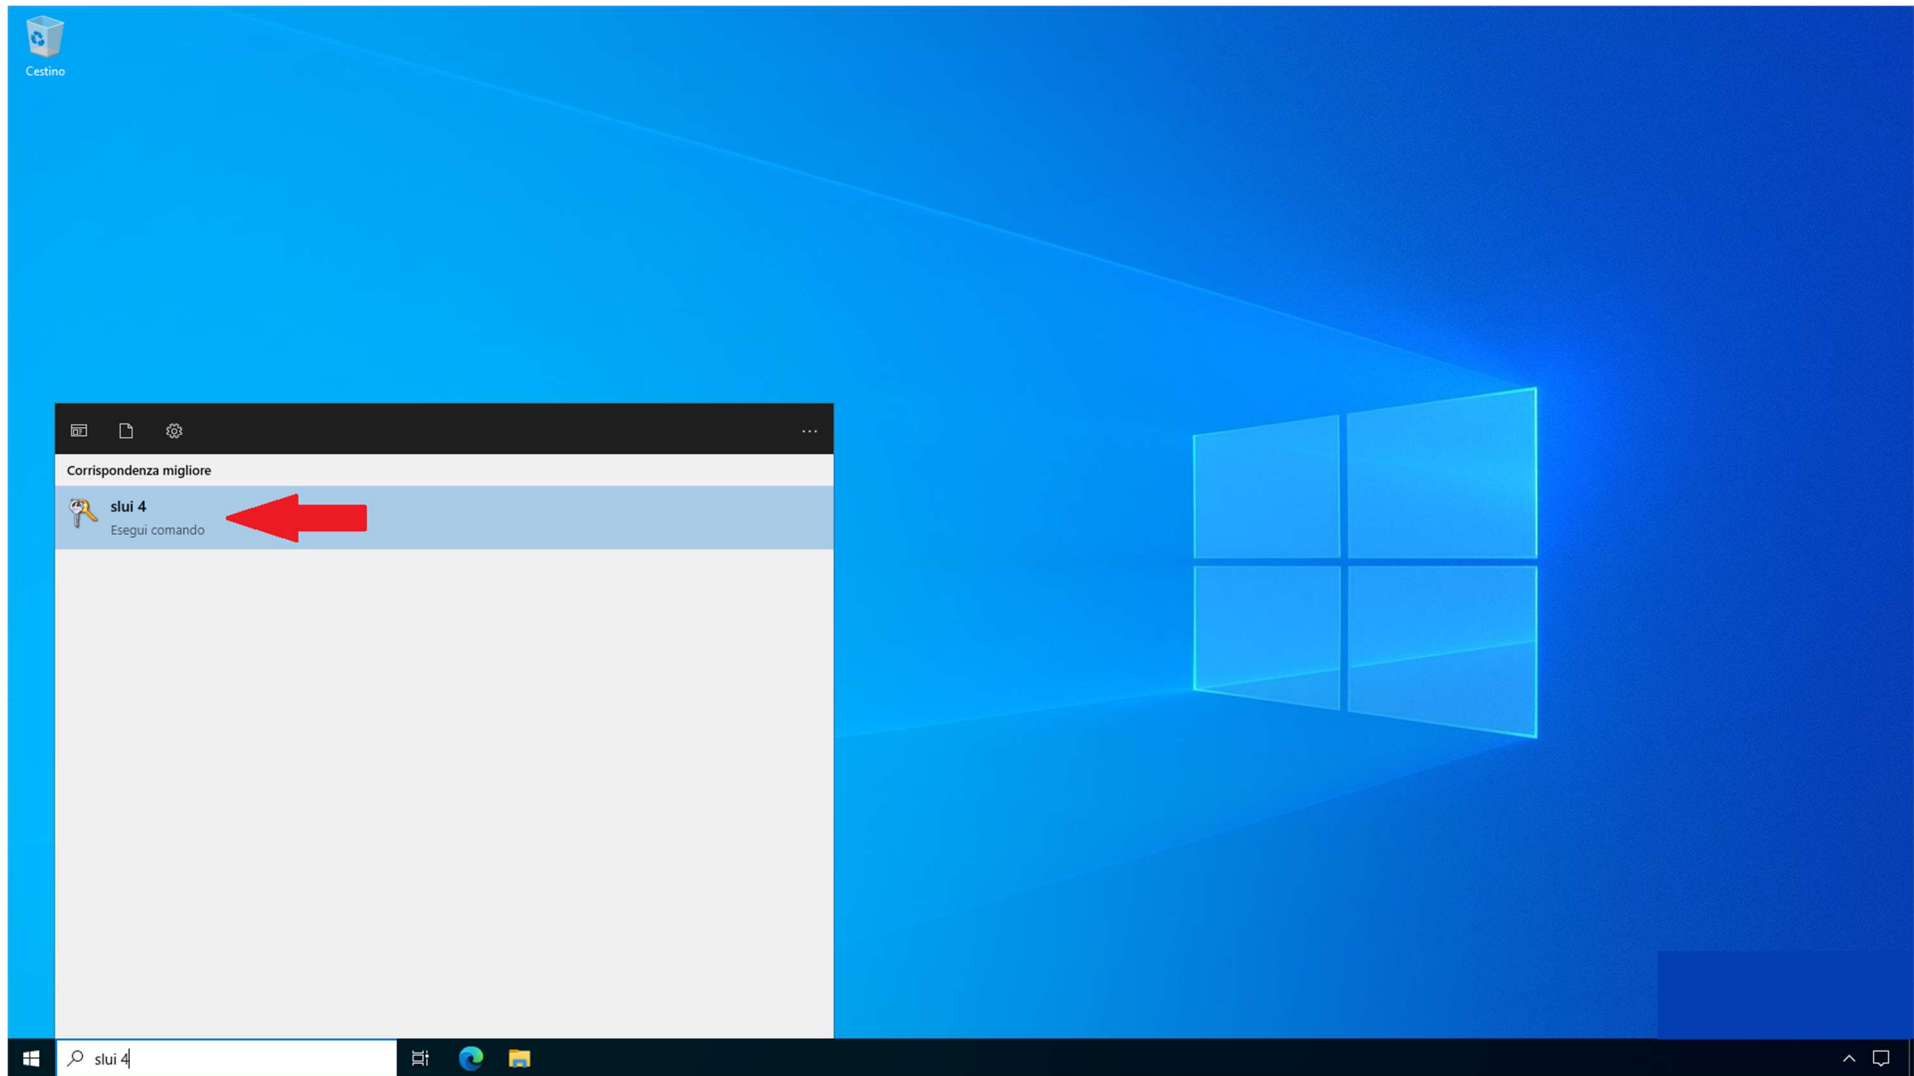 Cestino
Corrispondenza migliore
slui 4
Esegui comando
slui 4